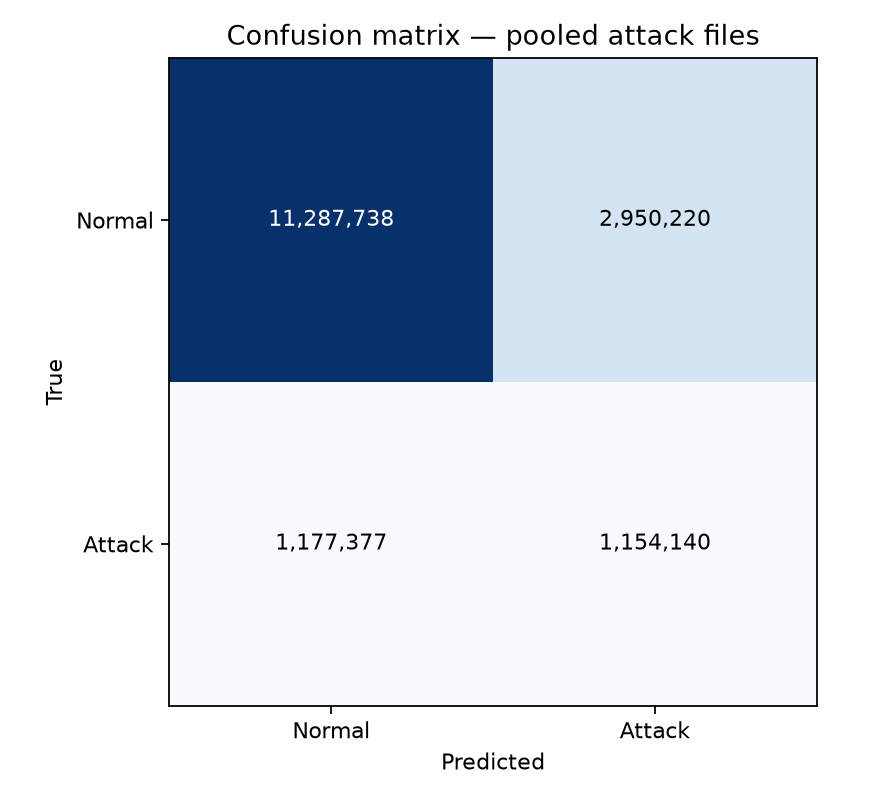 Confusion matrix — pooled attack files
Normal
11,287,738
2,950,220
True
Attack
1,177,377
1,154,140
Normal
Attack
Predicted